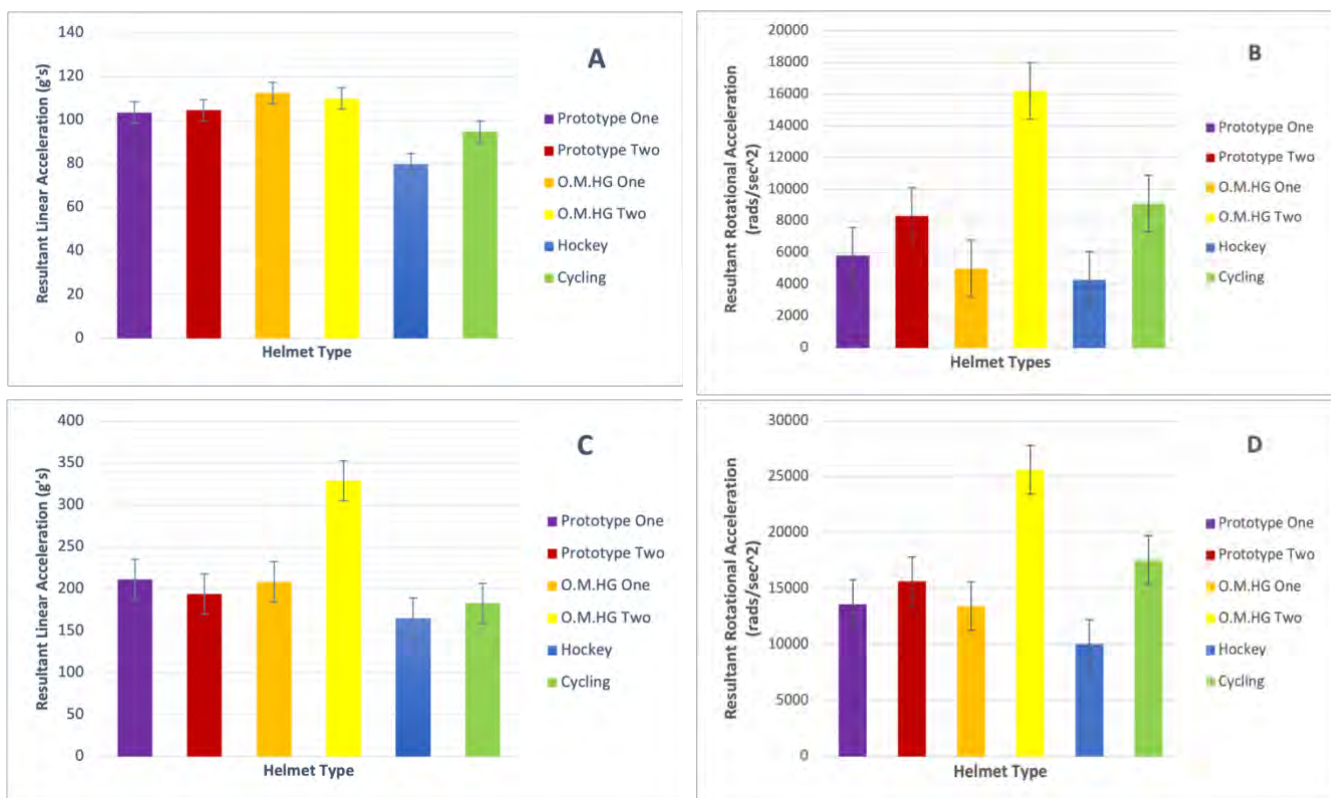 140
120
100
80
60
40
20
0
Resultant Linear Acceleration (g's)
Helmet Type
A
Prototype One
Prototype Two
O.M.HG One
O.M.HG Two
Hockey
Cycling
20000
18000
16000
14000
12000
10000
8000
6000
4000
2000
0
Resultant Rotational Acceleration
(rads/sec^2)
Helmet Types
B
Prototype One
Prototype Two
O.M.HG One
O.M.HG Two
Hockey
Cycling
400
350
300
250
200
150
100
50
0
Resultant Linear Acceleration (g's)
Helmet Type
C
Prototype One
Prototype Two
O.M.HG One
O.M.HG Two
Hockey
Cycling
30000
25000
20000
15000
10000
5000
0
Resultant Rotational Acceleration
(rads/sec^2)
Helmet Type
D
Prototype One
Prototype Two
O.M.HG One
O.M.HG Two
Hockey
Cycling